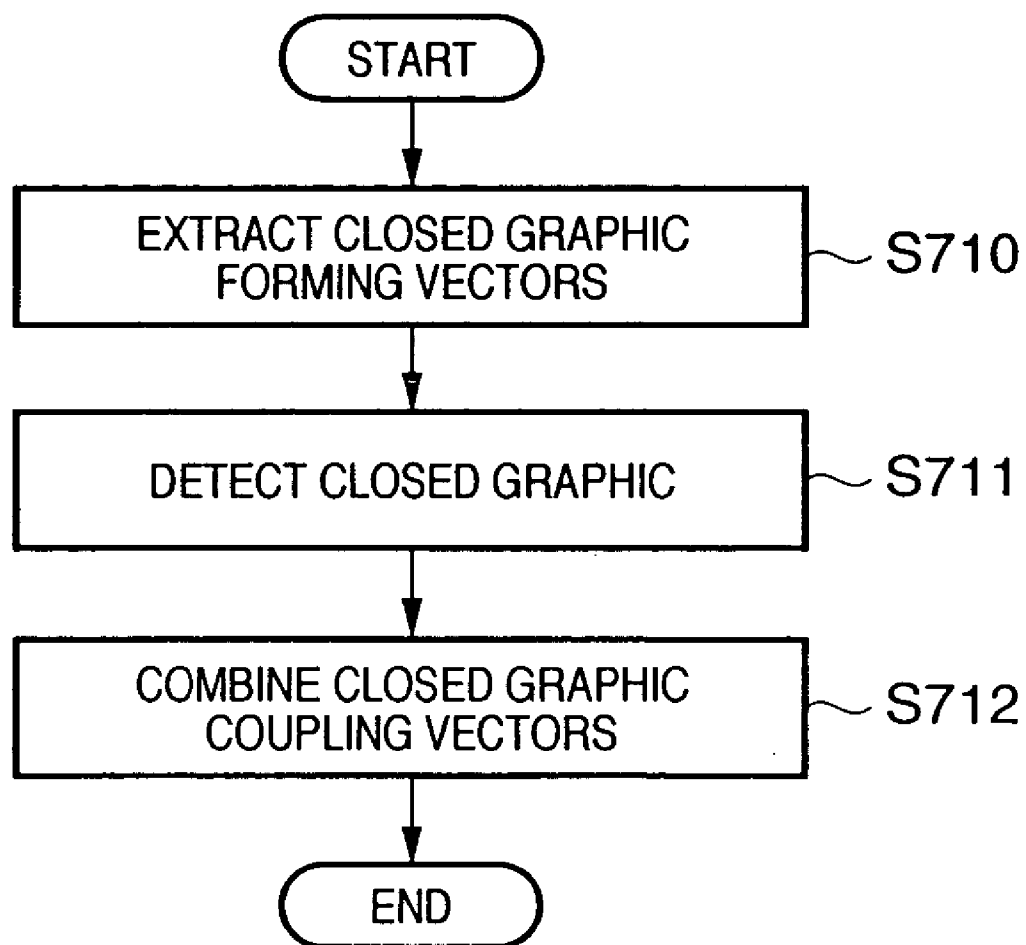 START
EXTRACT CLOSED GRAPHIC
FORMING VECTORS
S710
DETECT CLOSED GRAPHIC
S711
COMBINE CLOSED GRAPHIC
COUPLING VECTORS
S712
END